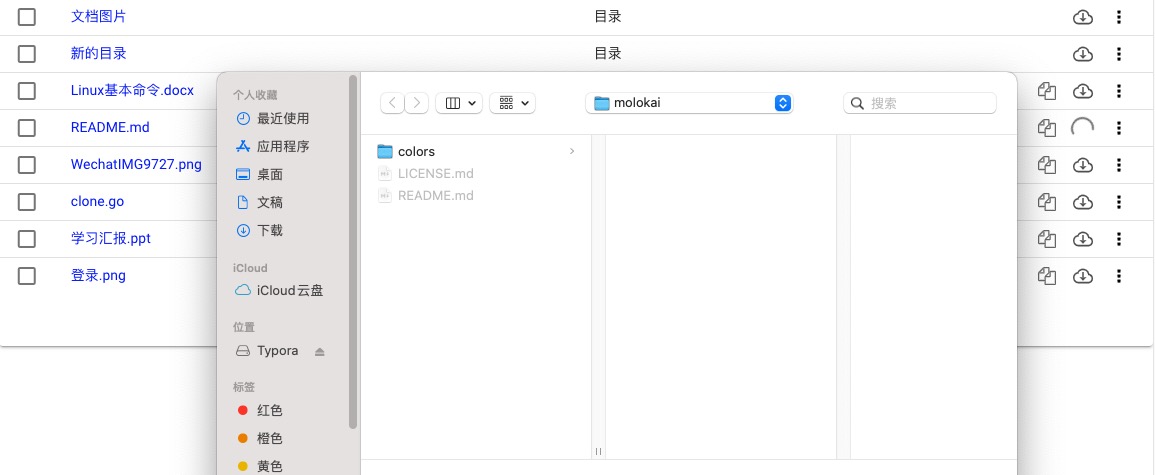 文档图片 目录
新的目录 目录
Linux基本命令.docx
README.md
WechatIMG9727.png
clone.go
学习汇报.ppt
登录.png
个人收藏
最近使用
应用程序
桌面
文稿
下载
iCloud
iCloud云盘
位置
Typora
标签
红色
橙色
黄色
molokai
搜索
colors
LICENSE.md
README.md